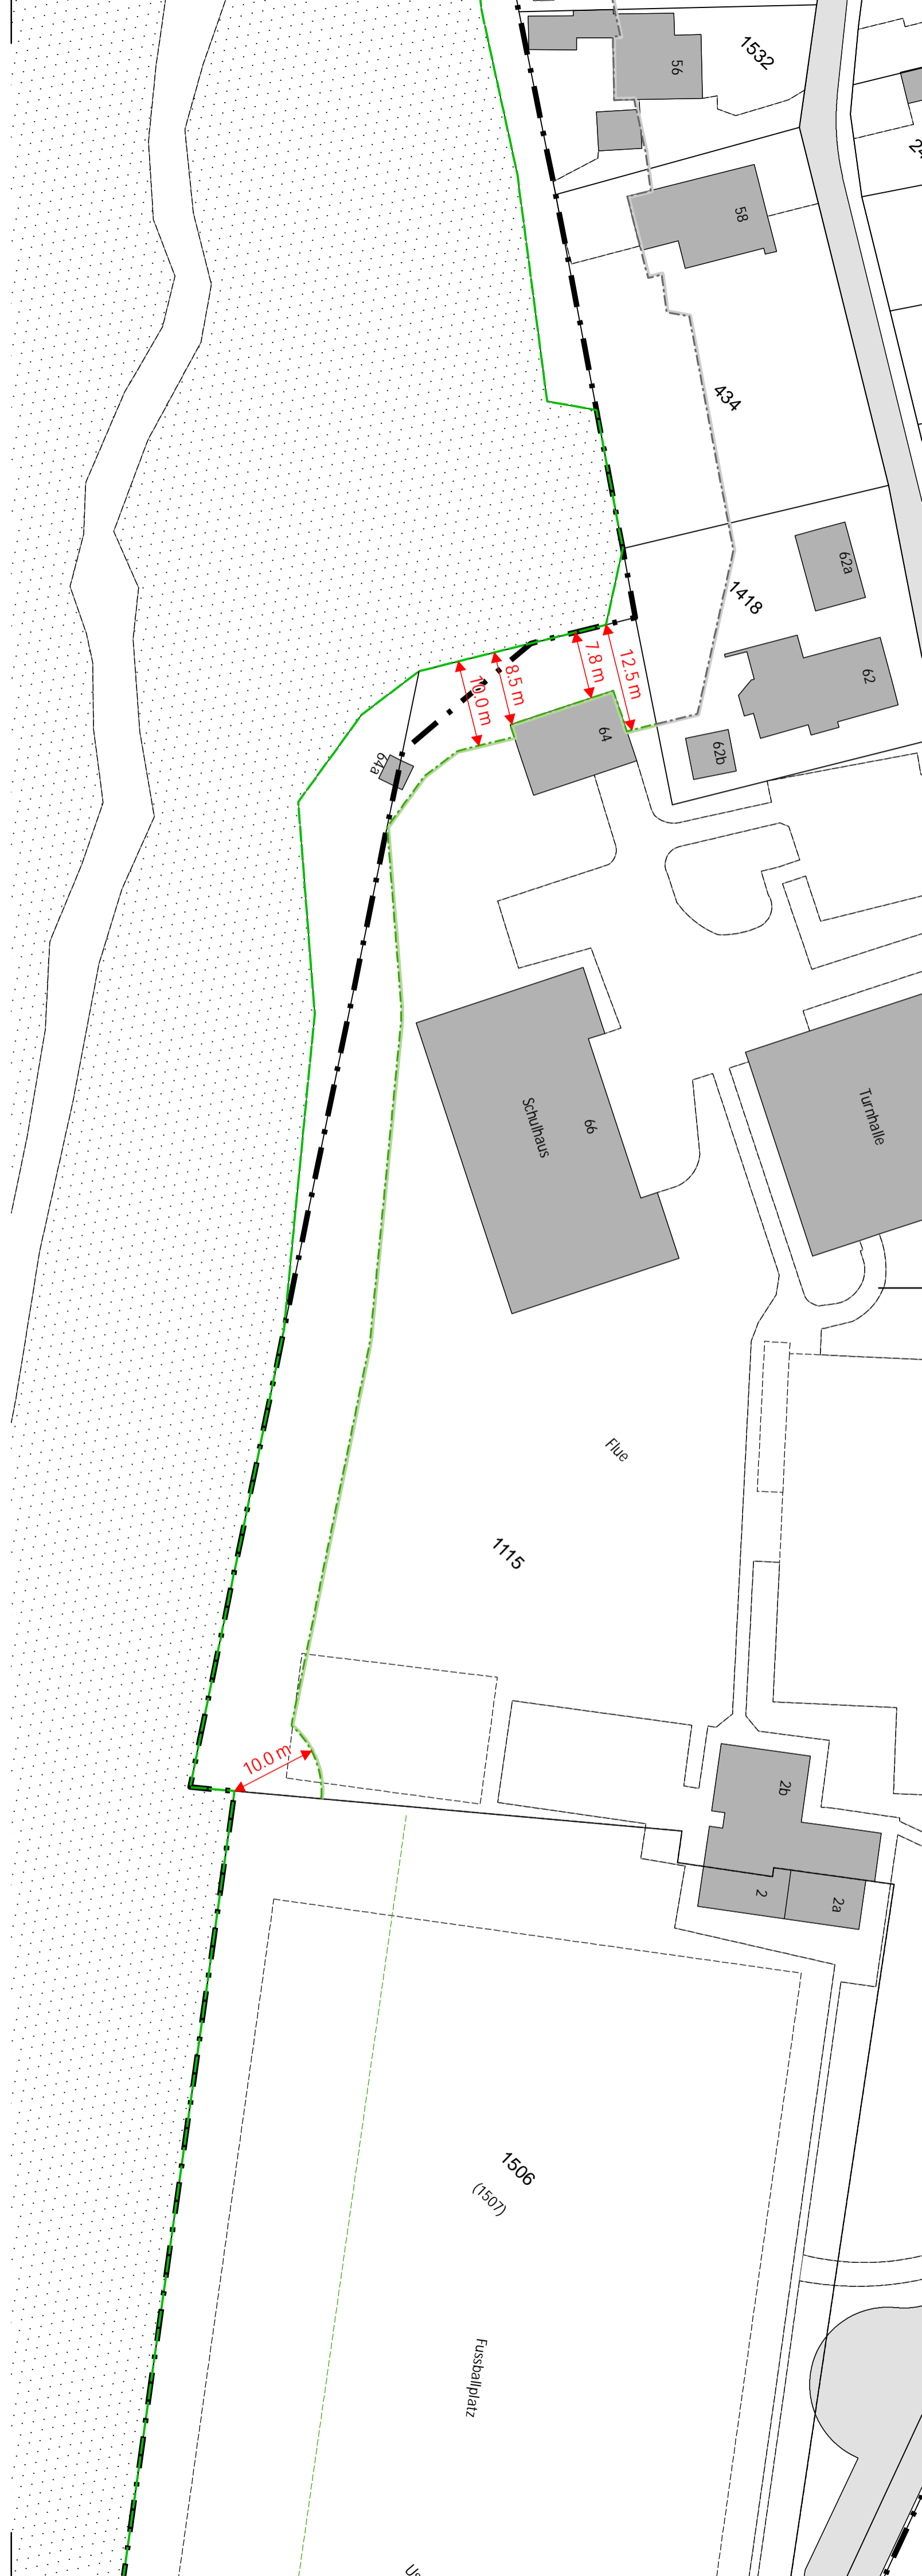 1532
56
58
434
62a
1418
62
62b
12.5 m
7.8 m
8.5 m
10.0 m
64
64a
Turnhalle
66
Schulhaus
Flue
1115
10.0 m
2b
2
2a
1506
(1507)
Fussballplatz